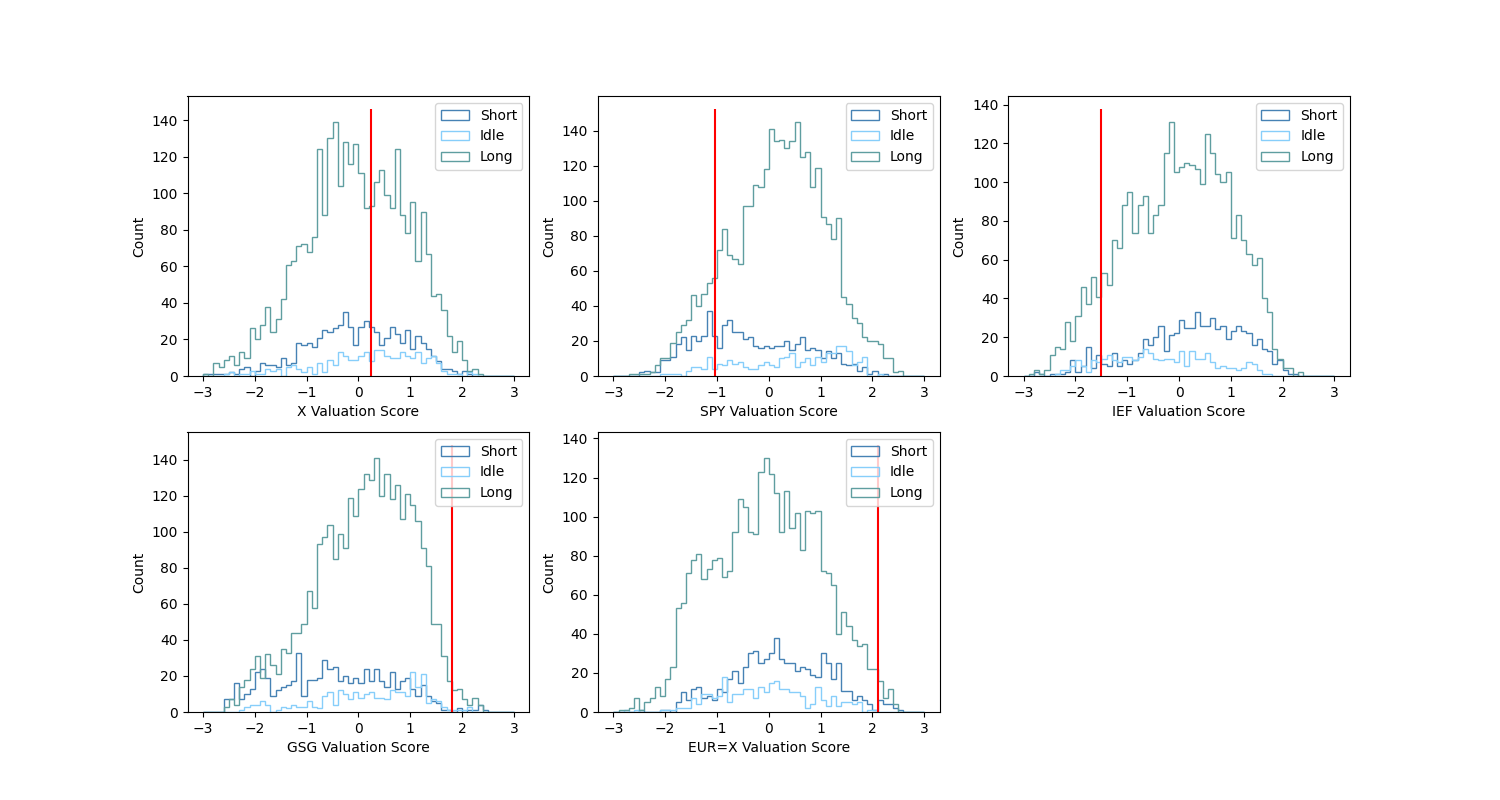 Short
Idle
Long
140
120
100
80
60
40
20
0
Count
−3 −2 −1 0 1 2 3
X Valuation Score
Short
Idle
Long
140
120
100
80
60
40
20
0
Count
−3 −2 −1 0 1 2 3
SPY Valuation Score
Short
Idle
Long
140
120
100
80
60
40
20
0
Count
−3 −2 −1 0 1 2 3
IEF Valuation Score
Short
Idle
Long
140
120
100
80
60
40
20
0
Count
−3 −2 −1 0 1 2 3
GSG Valuation Score
Short
Idle
Long
140
120
100
80
60
40
20
0
Count
−3 −2 −1 0 1 2 3
EUR=X Valuation Score